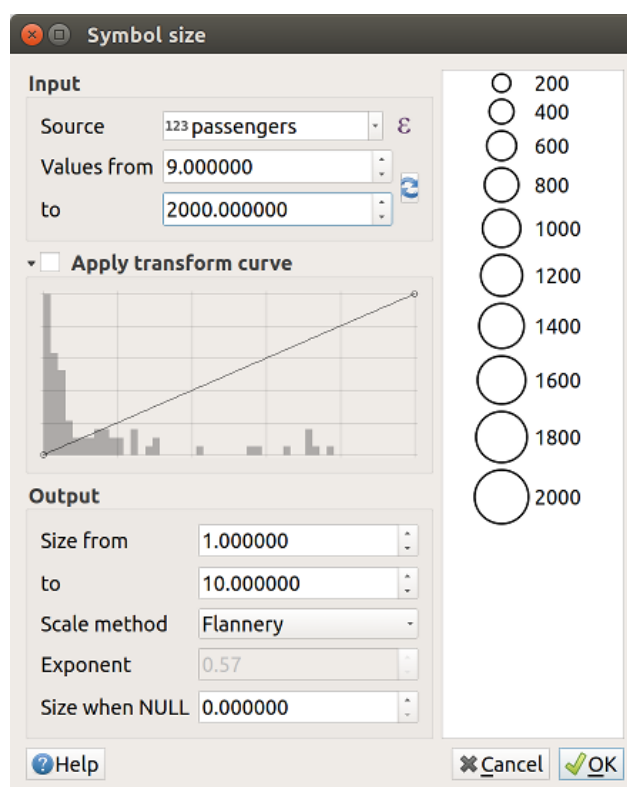 Symbol size
Input
Source 123 passengers ε
Values from 9.000000
to 2000.000000
Apply transform curve
Output
Size from 1.000000
to 10.000000
Scale method Flannery
Exponent 0.57
Size when NULL 0.000000
200
400
600
800
1000
1200
1400
1600
1800
2000
Help Cancel OK